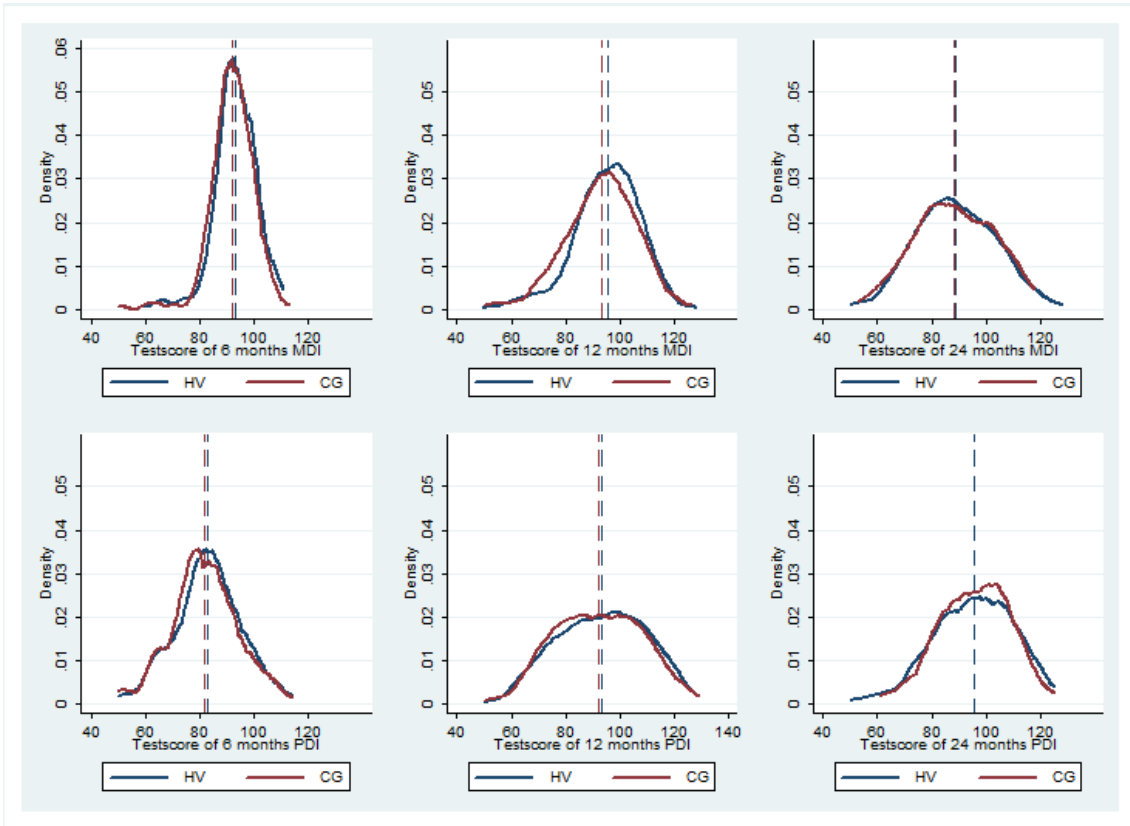 .06
.05
.04
.03
.02
.01
0
Density
40 60 80 100 120
Testscore of 6 months MDI
HV CG
.05
.04
.03
.02
.01
0
Density
40 60 80 100 120
Testscore of 12 months MDI
HV CG
.05
.04
.03
.02
.01
0
Density
40 60 80 100 120
Testscore of 24 months MDI
HV CG
.05
.04
.03
.02
.01
0
Density
40 60 80 100 120
Testscore of 6 months PDI
HV CG
.05
.04
.03
.02
.01
0
Density
40 60 80 100 120 140
Testscore of 12 months PDI
HV CG
.05
.04
.03
.02
.01
0
Density
40 60 80 100 120
Testscore of 24 months PDI
HV CG